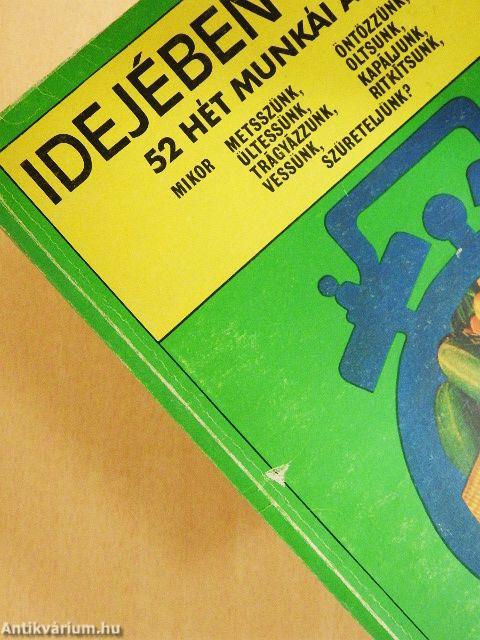 IDEJÉBEN
52 HÉT MUNKÁI A
MIKOR METSSZÜNK, ÖNTÖZZÜNK,
ÜLTESSÜNK, OLTSUNK,
TRÁGYÁZZUNK, KAPÁLJUNK,
VESSÜNK, RITKÍTSUNK,
SZÜRETELJÜNK?
Antikvárium.hu